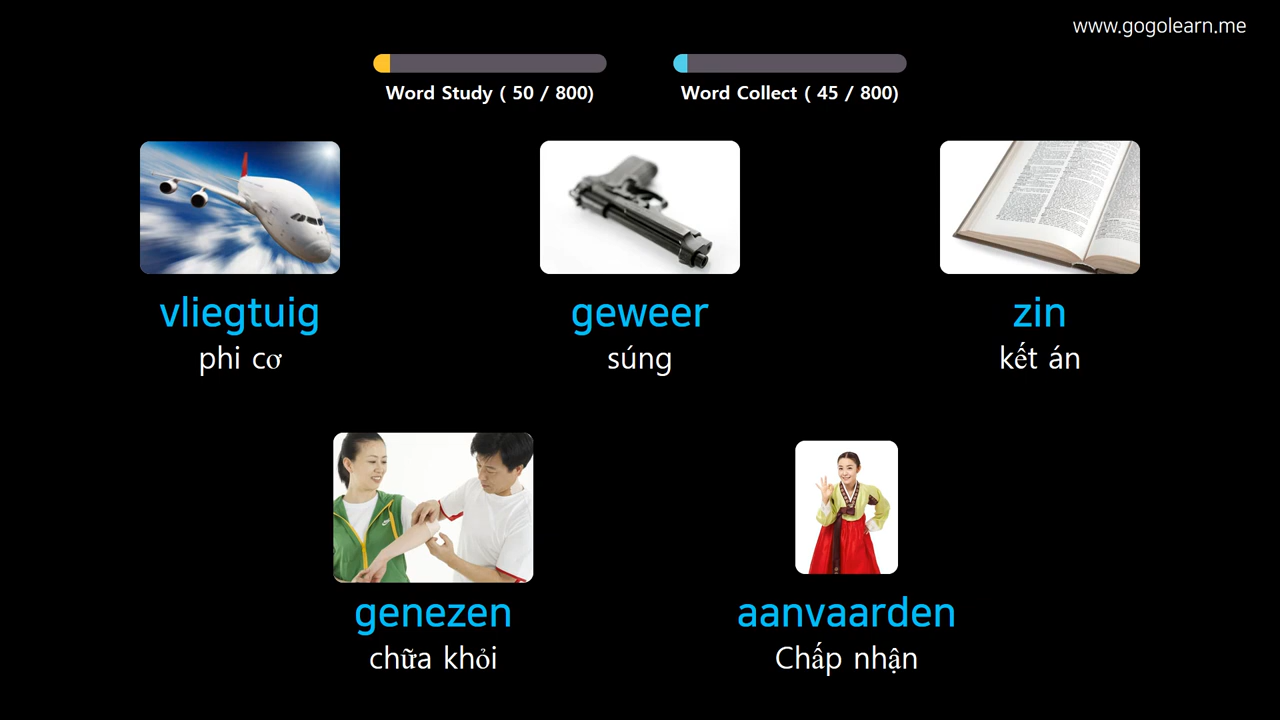 www.gogolearn.me
Word Study ( 50 / 800)
Word Collect ( 45 / 800)
vliegtuig
phi cơ
geweer
súng
zin
kết án
genezen
chữa khỏi
aanvaarden
Chấp nhận